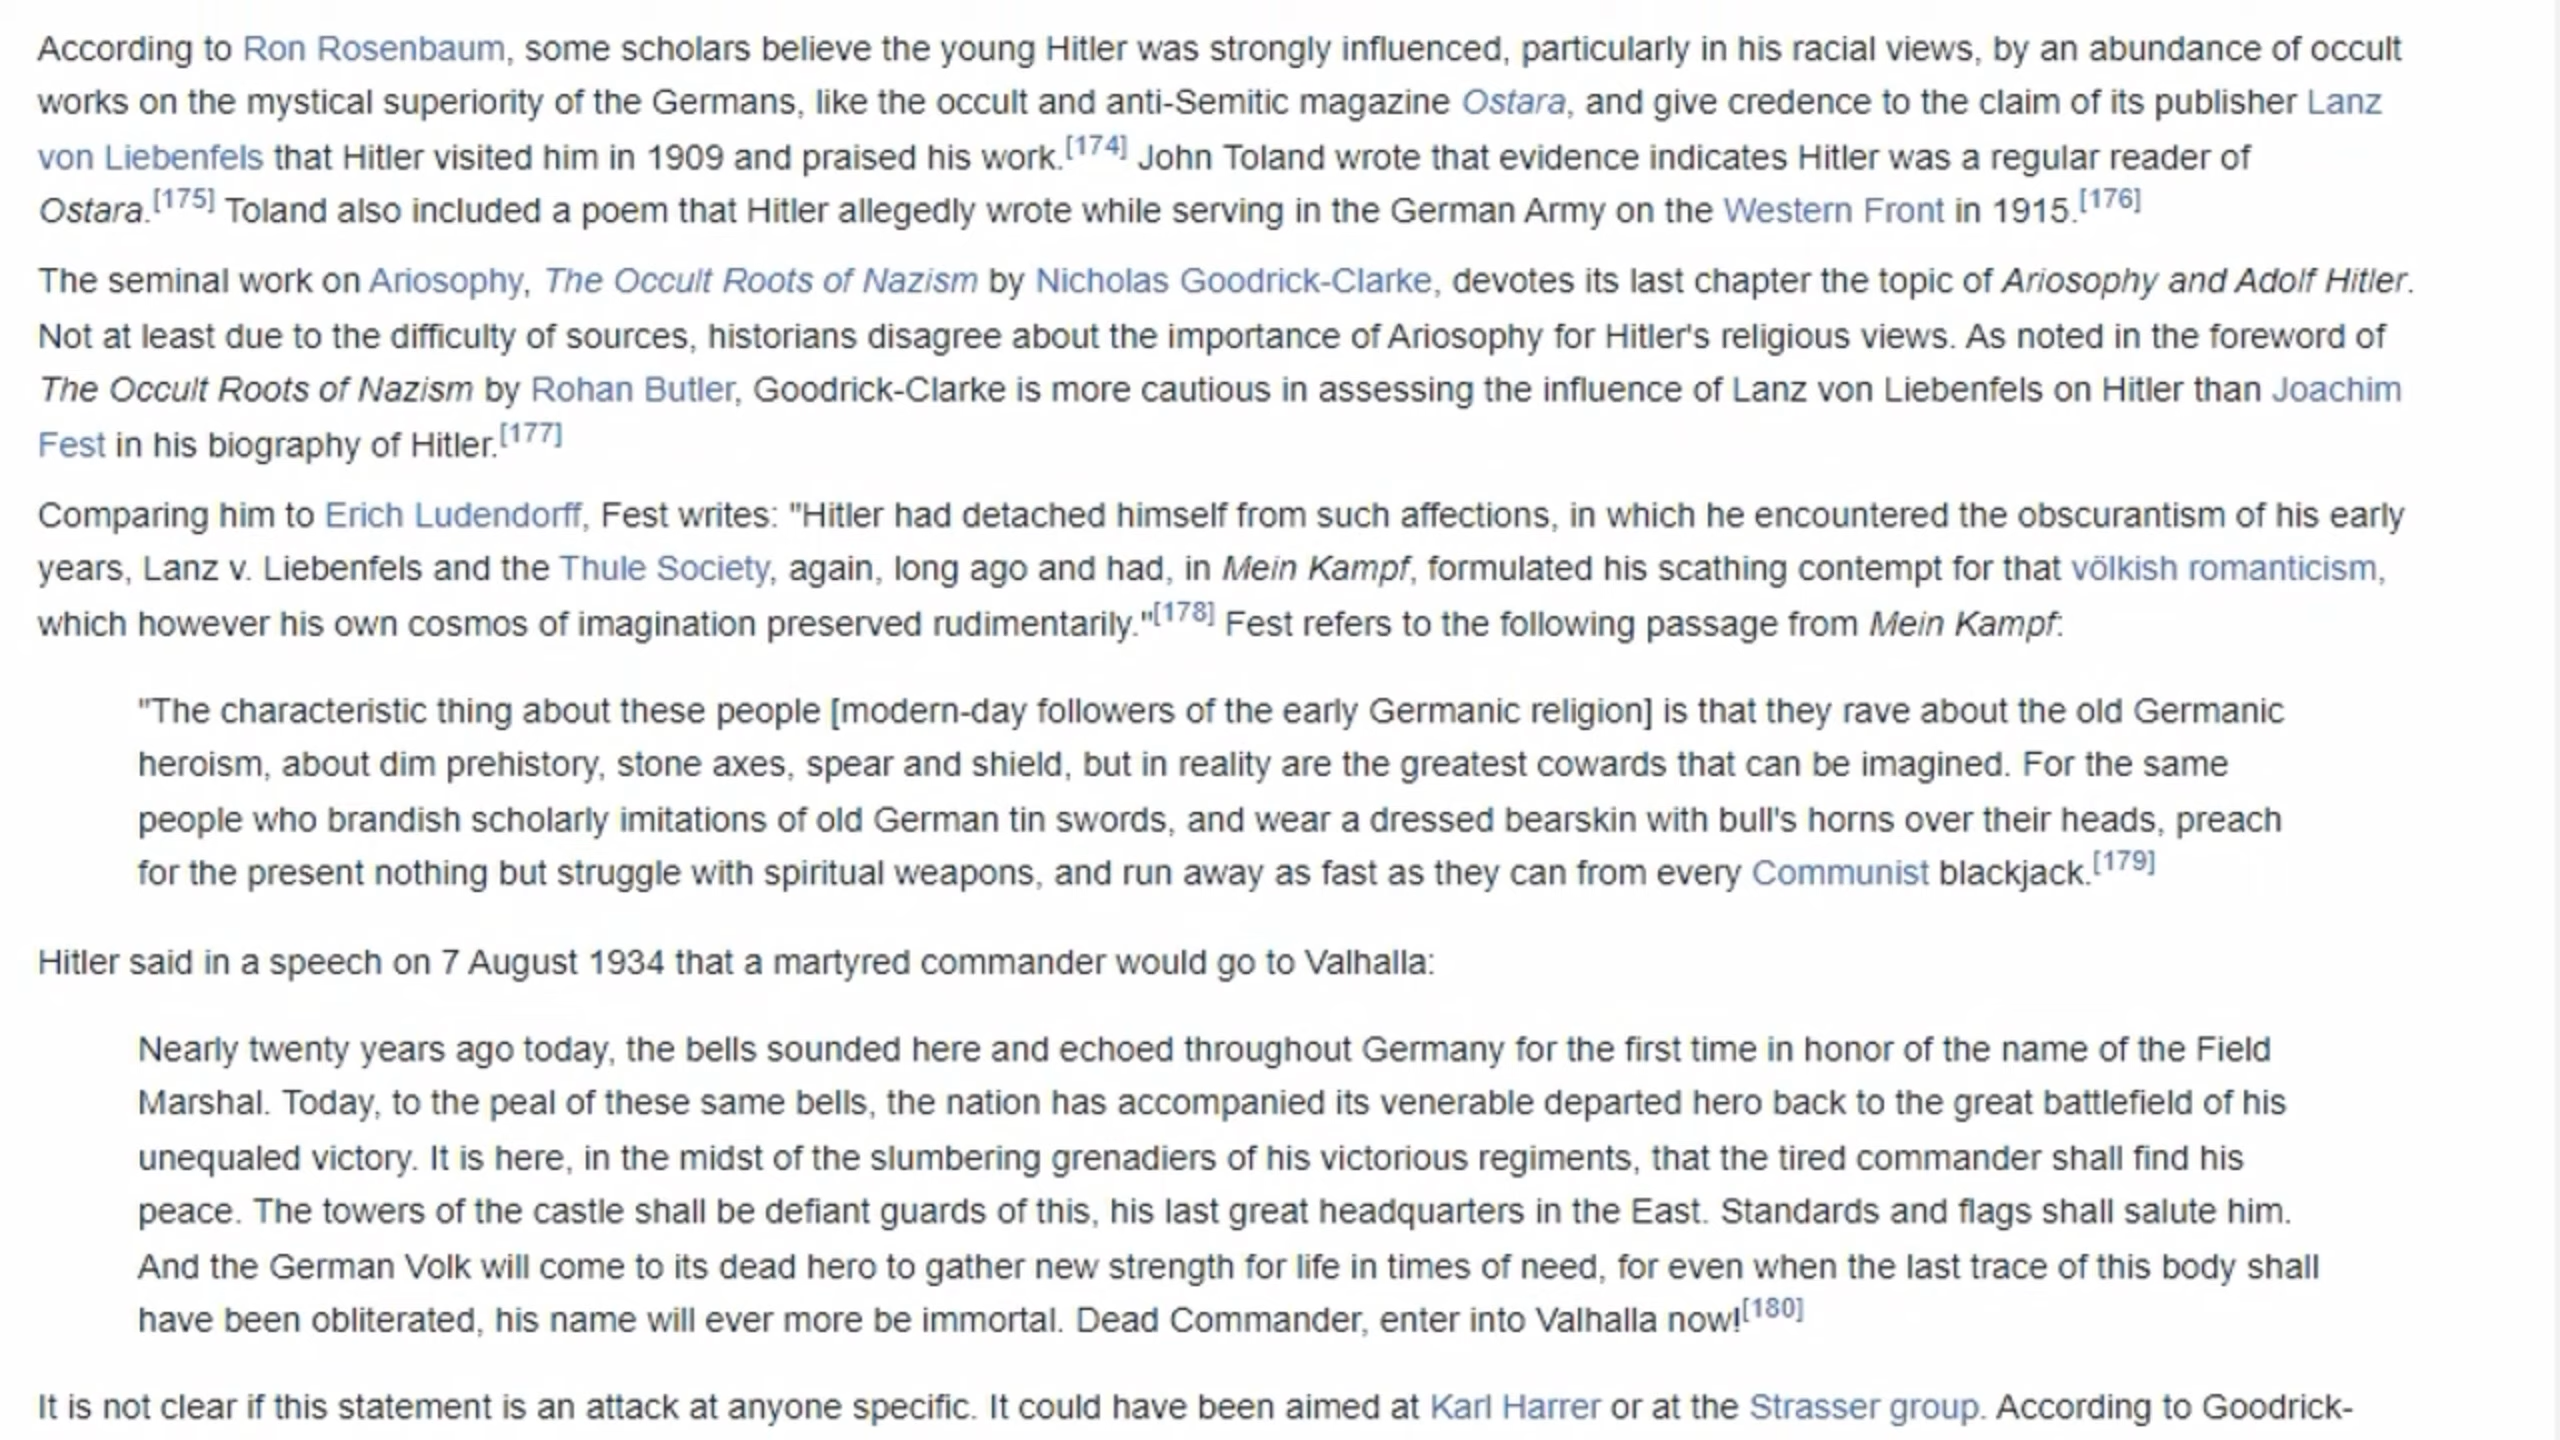 According to Ron Rosenbaum, some scholars believe the young Hitler was strongly influenced, particularly in his racial views, by an abundance of occult
works on the mystical superiority of the Germans, like the occult and anti-Semitic magazine Ostara, and give credence to the claim of its publisher Lanz
von Liebenfels that Hitler visited him in 1909 and praised his work.[174] John Toland wrote that evidence indicates Hitler was a regular reader of
Ostara.[175] Toland also included a poem that Hitler allegedly wrote while serving in the German Army on the Western Front in 1915.[176]
The seminal work on Ariosophy, The Occult Roots of Nazism by Nicholas Goodrick-Clarke, devotes its last chapter the topic of Ariosophy and Adolf Hitler.
Not at least due to the difficulty of sources, historians disagree about the importance of Ariosophy for Hitler's religious views. As noted in the foreword of
The Occult Roots of Nazism by Rohan Butler, Goodrick-Clarke is more cautious in assessing the influence of Lanz von Liebenfels on Hitler than Joachim
Fest in his biography of Hitler.[177]
Comparing him to Erich Ludendorff, Fest writes: "Hitler had detached himself from such affections, in which he encountered the obscurantism of his early
years, Lanz v. Liebenfels and the Thule Society, again, long ago and had, in Mein Kampf, formulated his scathing contempt for that völkish romanticism,
which however his own cosmos of imagination preserved rudimentarily."[178] Fest refers to the following passage from Mein Kampf:
"The characteristic thing about these people [modern-day followers of the early Germanic religion] is that they rave about the old Germanic
heroism, about dim prehistory, stone axes, spear and shield, but in reality are the greatest cowards that can be imagined. For the same
people who brandish scholarly imitations of old German tin swords, and wear a dressed bearskin with bull's horns over their heads, preach
for the present nothing but struggle with spiritual weapons, and run away as fast as they can from every Communist blackjack.[179]
Hitler said in a speech on 7 August 1934 that a martyred commander would go to Valhalla:
Nearly twenty years ago today, the bells sounded here and echoed throughout Germany for the first time in honor of the name of the Field
Marshal. Today, to the peal of these same bells, the nation has accompanied its venerable departed hero back to the great battlefield of his
unequaled victory. It is here, in the midst of the slumbering grenadiers of his victorious regiments, that the tired commander shall find his
peace. The towers of the castle shall be defiant guards of this, his last great headquarters in the East. Standards and flags shall salute him.
And the German Volk will come to its dead hero to gather new strength for life in times of need, for even when the last trace of this body shall
have been obliterated, his name will ever more be immortal. Dead Commander, enter into Valhalla now![180]
It is not clear if this statement is an attack at anyone specific. It could have been aimed at Karl Harrer or at the Strasser group. According to Goodrick-